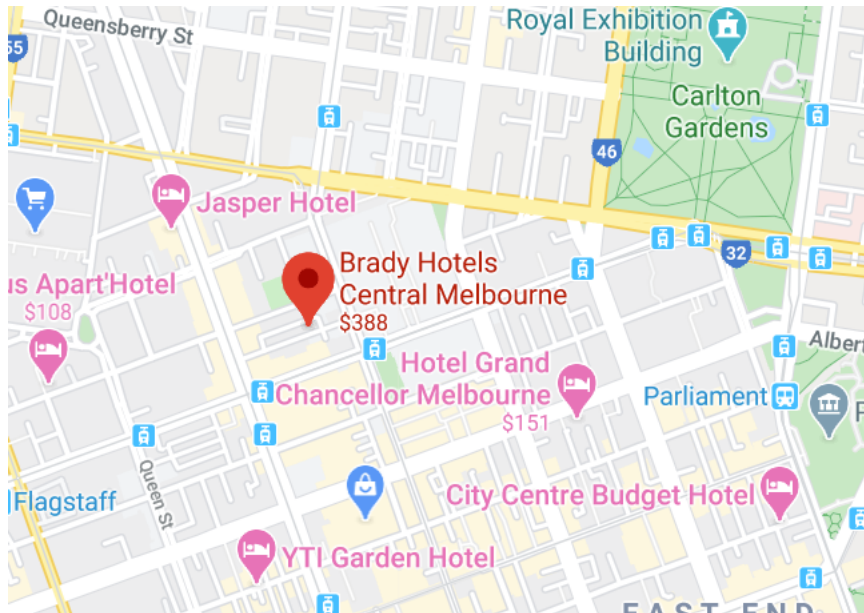 Queensberry St
Royal Exhibition
Building
55
Carlton
Gardens
46
Jasper Hotel
32
Brady Hotels
Central Melbourne
$388
us Apart'Hotel
$108
Albert
Hotel Grand
Chancellor Melbourne
$151
Parliament
P
Queen St
Flagstaff
City Centre Budget Hotel
YTI Garden Hotel
EAST END